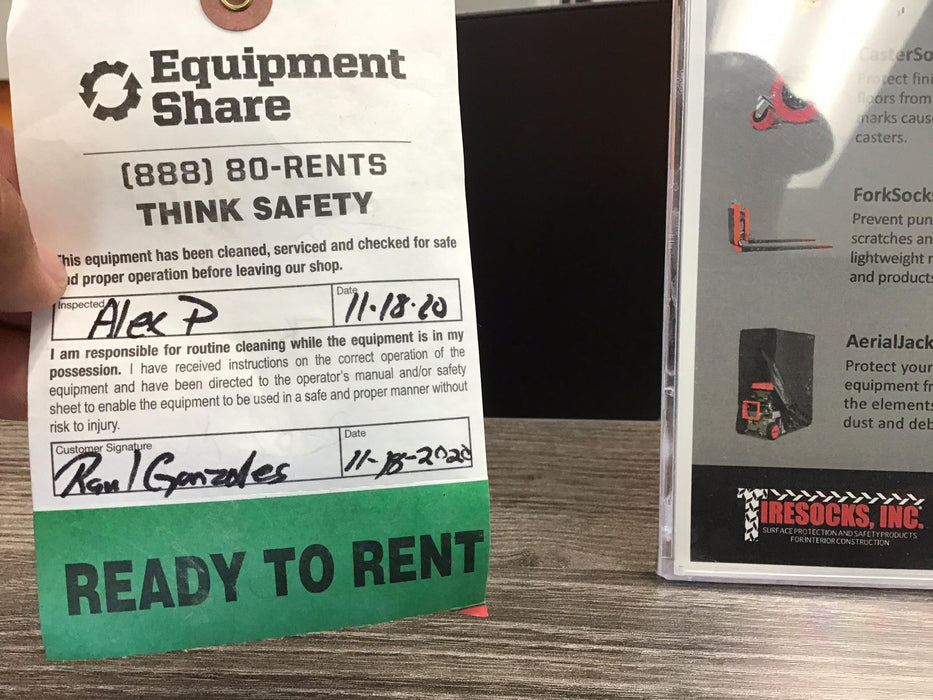 Equipment
Share
(888) 80-RENTS
THINK SAFETY
This equipment has been cleaned, serviced and checked for safe
and proper operation before leaving our shop.
Inspected
Alex P
Date
11-18-20
I am responsible for routine cleaning while the equipment is in my
possession. I have received instructions on the correct operation of the
equipment and have been directed to the operator's manual and/or safety
sheet to enable the equipment to be used in a safe and proper manner without
risk to injury.
Customer Signature
Raul Gonzales
Date
11-18-2020
READY TO RENT
CasterSo
Protect fini
floors from
marks cause
casters.
ForkSocks
Prevent pun
scratches an
lightweight
and products
AerialJack
Protect your
equipment fr
the elements
dust and deb
TIRESOCKS, INC.
SURFACE PROTECTION AND SAFETY PRODUCTS
FOR INTERIOR CONSTRUCTION